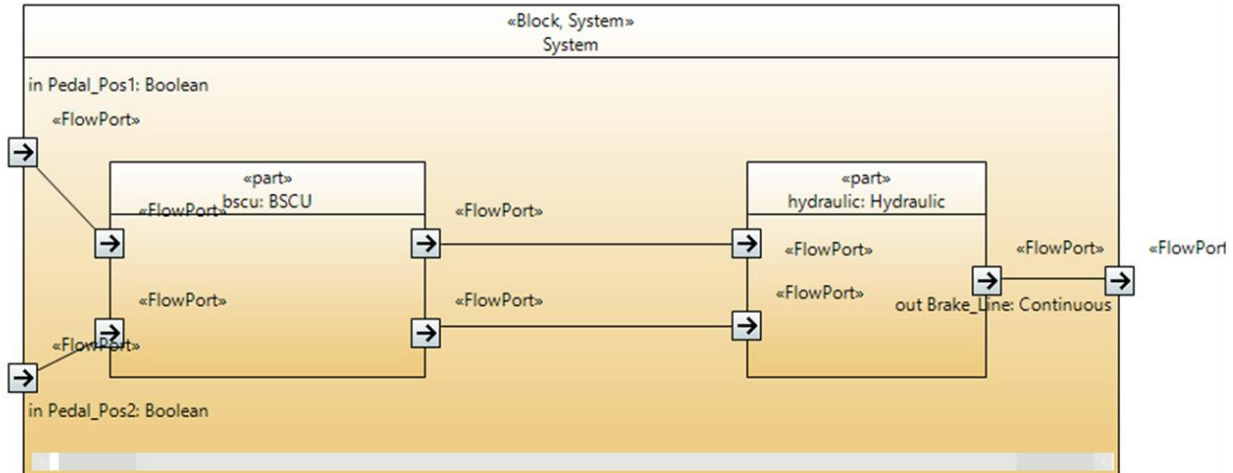 «Block, System»
System
in Pedal_Pos1: Boolean
«FlowPort»
«part»
bscu: BSCU
«FlowPort»
«FlowPort»
«FlowPort»
«FlowPort»
«part»
hydraulic: Hydraulic
«FlowPort»
«FlowPort»
«FlowPort»
«FlowPort
out Brake_Line: Continuous
«FlowPort»
in Pedal_Pos2: Boolean